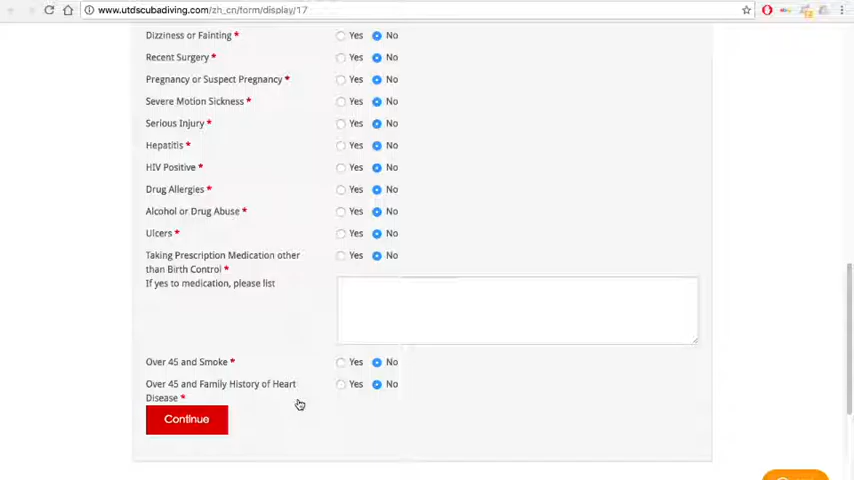 www.utdscubadiving.com/zh_cn/form/display/17
Dizziness or Fainting * Yes No
Recent Surgery * Yes No
Pregnancy or Suspect Pregnancy * Yes No
Severe Motion Sickness * Yes No
Serious Injury * Yes No
Hepatitis * Yes No
HIV Positive * Yes No
Drug Allergies * Yes No
Alcohol or Drug Abuse * Yes No
Ulcers * Yes No
Taking Prescription Medication other Yes No
than Birth Control *
If yes to medication, please list
Over 45 and Smoke * Yes No
Over 45 and Family History of Heart Yes No
Disease *
Continue